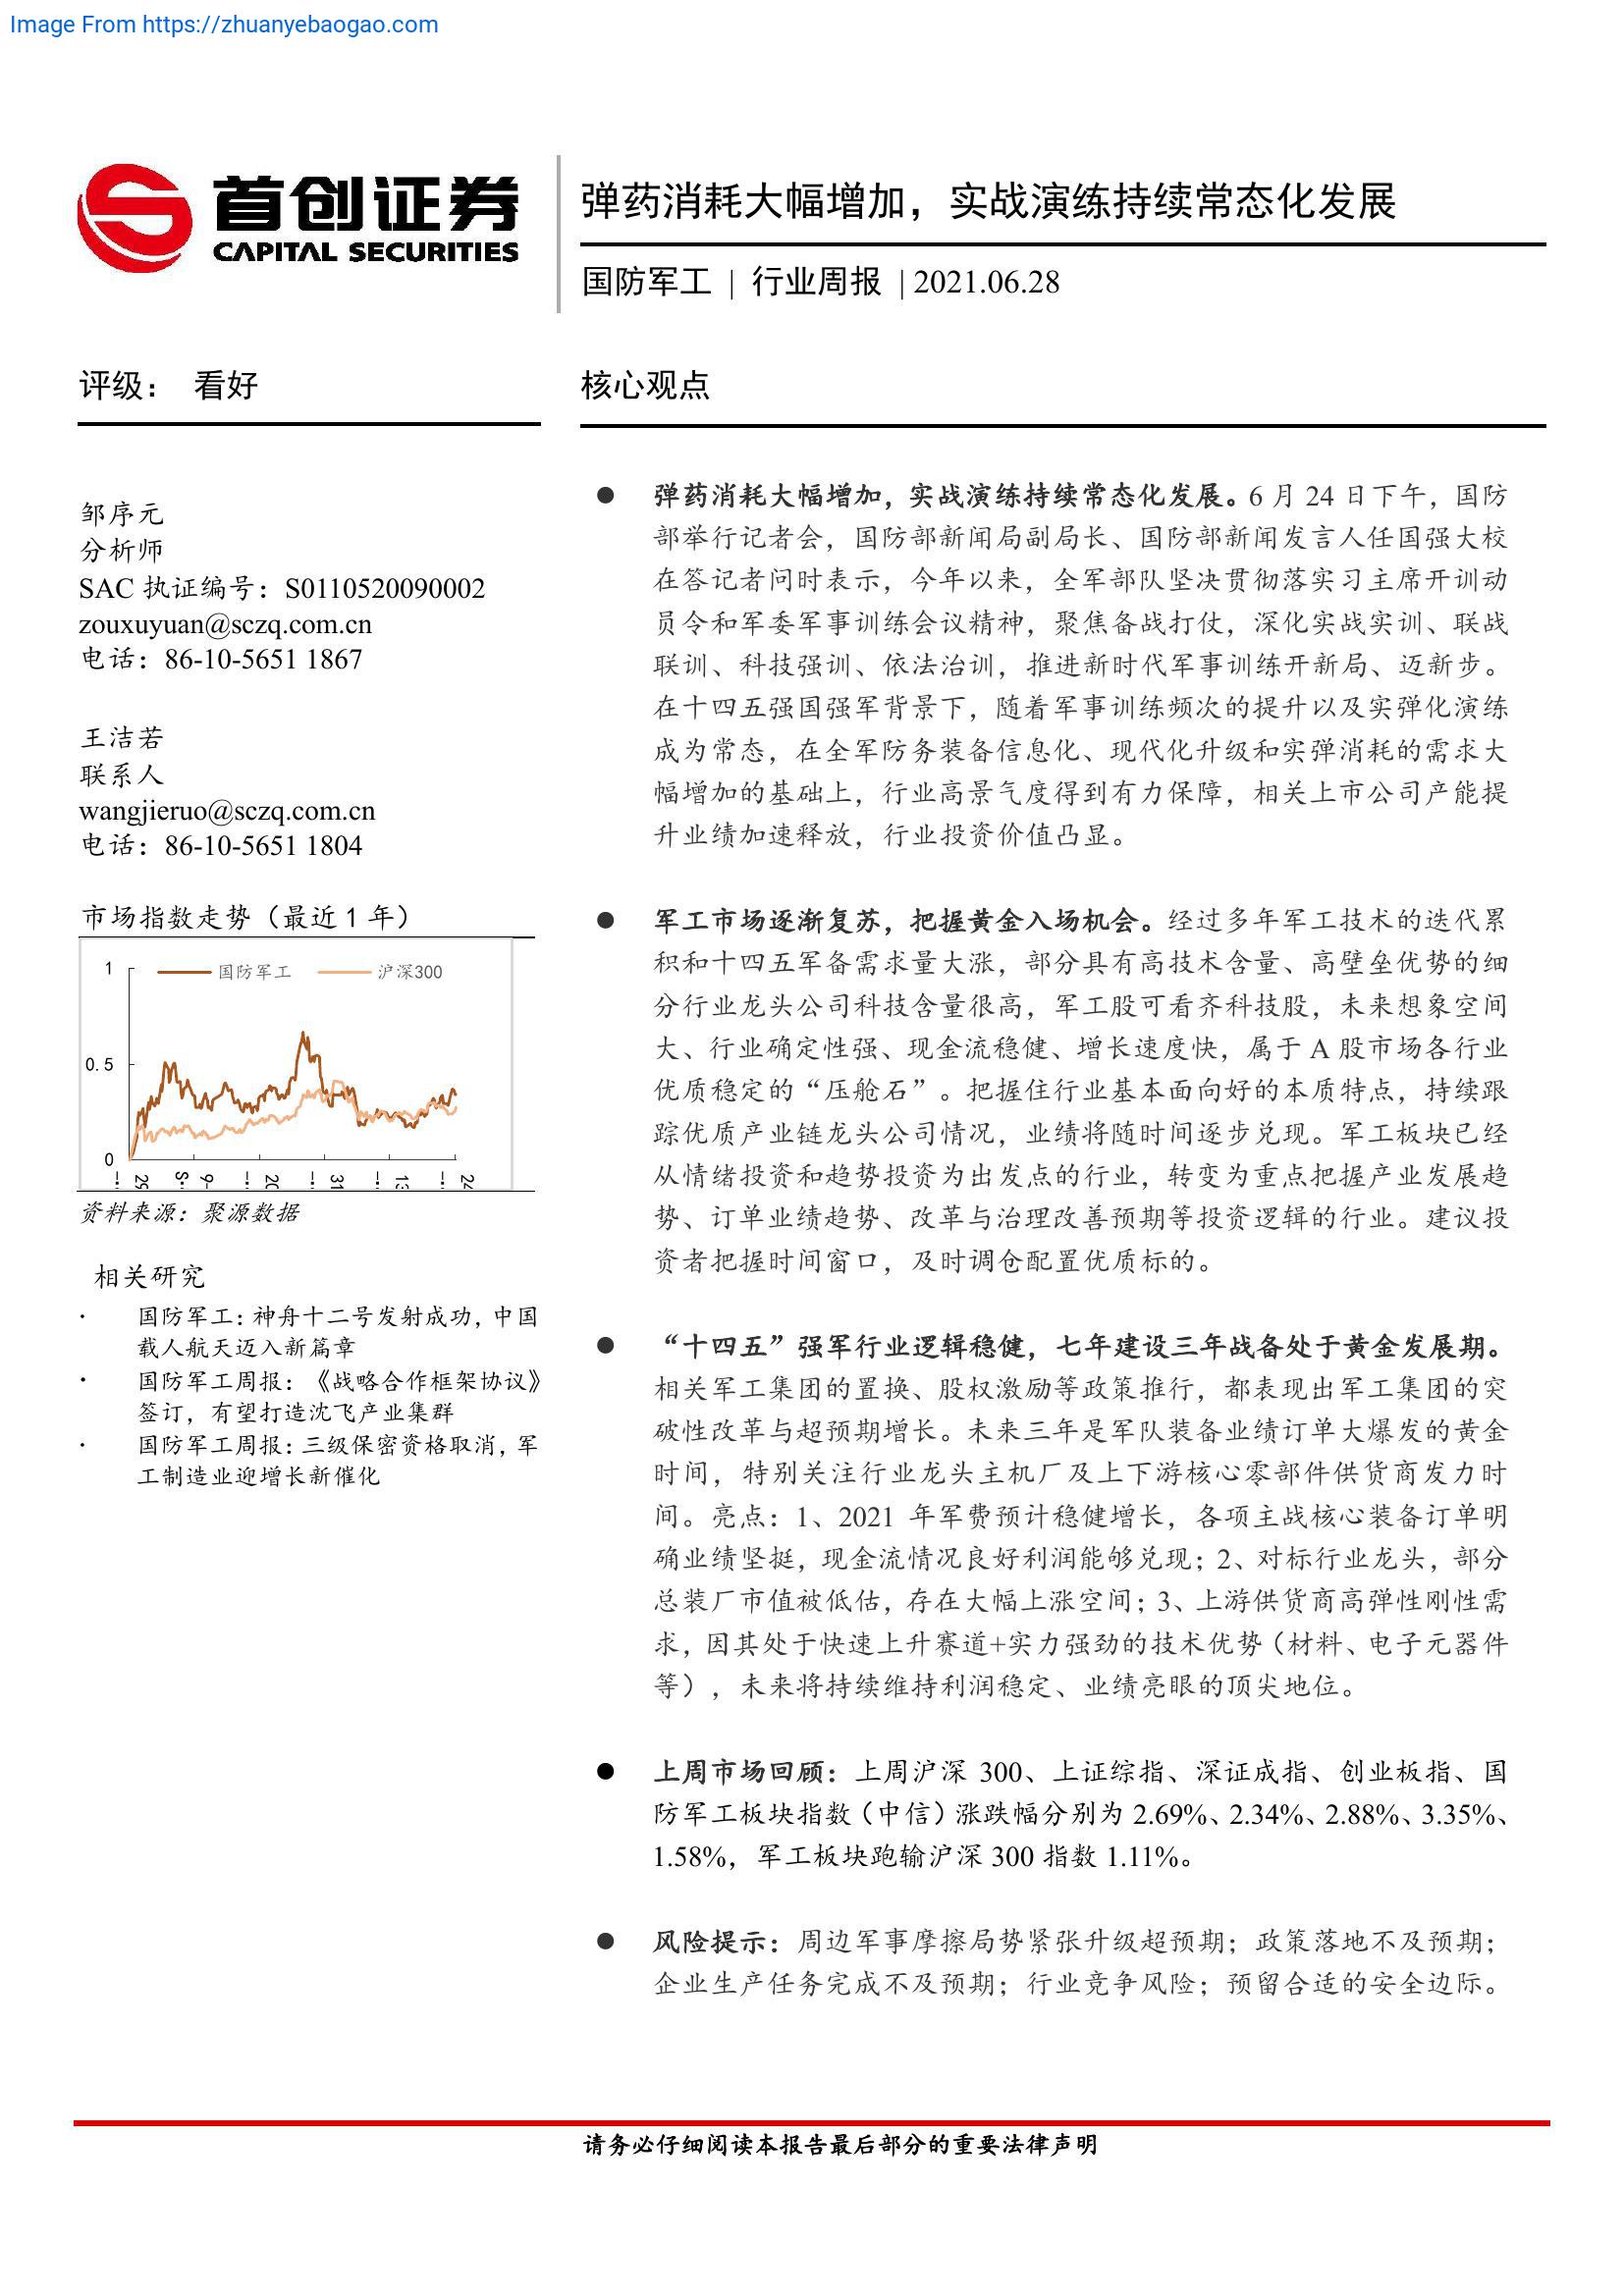 Image From https://zhuanyebaogao.com
首创证券
CAPITAL SECURITIES
弹药消耗大幅增加，实战演练持续常态化发展
国防军工 | 行业周报 | 2021.06.28
评级： 看好
邹序元
分析师
SAC 执证编号：S0110520090002
zouxuyuan@sczq.com.cn
电话：86-10-5651 1867
王洁若
联系人
wangjieruo@sczq.com.cn
电话：86-10-5651 1804
市场指数走势（最近 1 年）
国防军工 沪深300
1
0.5
0
资料来源：聚源数据
相关研究
· 国防军工：神舟十二号发射成功，中国
载人航天迈入新篇章
· 国防军工周报：《战略合作框架协议》
签订，有望打造沈飞产业集群
· 国防军工周报：三级保密资格取消，军
工制造业迎增长新催化
核心观点
● 弹药消耗大幅增加，实战演练持续常态化发展。6 月 24 日下午，国防
部举行记者会，国防部新闻局副局长、国防部新闻发言人任国强大校
在答记者问时表示，今年以来，全军部队坚决贯彻落实习主席开训动
员令和军委军事训练会议精神，聚焦备战打仗，深化实战实训、联战
联训、科技强训、依法治训，推进新时代军事训练开新局、迈新步。
在十四五强国强军背景下，随着军事训练频次的提升以及实弹化演练
成为常态，在全军防务装备信息化、现代化升级和实弹消耗的需求大
幅增加的基础上，行业高景气度得到有力保障，相关上市公司产能提
升业绩加速释放，行业投资价值凸显。
● 军工市场逐渐复苏，把握黄金入场机会。经过多年军工技术的迭代累
积和十四五军备需求量大涨，部分具有高技术含量、高壁垒优势的细
分行业龙头公司科技含量很高，军工股可看齐科技股，未来想象空间
大、行业确定性强、现金流稳健、增长速度快，属于 A 股市场各行业
优质稳定的“压舱石”。把握住行业基本面向好的本质特点，持续跟
踪优质产业链龙头公司情况，业绩将随时间逐步兑现。军工板块已经
从情绪投资和趋势投资为出发点的行业，转变为重点把握产业发展趋
势、订单业绩趋势、改革与治理改善预期等投资逻辑的行业。建议投
资者把握时间窗口，及时调仓配置优质标的。
● “十四五”强军行业逻辑稳健，七年建设三年战备处于黄金发展期。
相关军工集团的置换、股权激励等政策推行，都表现出军工集团的突
破性改革与超预期增长。未来三年是军队装备业绩订单大爆发的黄金
时间，特别关注行业龙头主机厂及上下游核心零部件供货商发力时
间。亮点：1、2021 年军费预计稳健增长，各项主战核心装备订单明
确业绩坚挺，现金流情况良好利润能够兑现；2、对标行业龙头，部分
总装厂市值被低估，存在大幅上涨空间；3、上游供货商高弹性刚性需
求，因其处于快速上升赛道+实力强劲的技术优势（材料、电子元器件
等），未来将持续维持利润稳定、业绩亮眼的顶尖地位。
● 上周市场回顾：上周沪深 300、上证综指、深证成指、创业板指、国
防军工板块指数（中信）涨跌幅分别为 2.69%、2.34%、2.88%、3.35%、
1.58%，军工板块跑输沪深 300 指数 1.11%。
● 风险提示：周边军事摩擦局势紧张升级超预期；政策落地不及预期；
企业生产任务完成不及预期；行业竞争风险；预留合适的安全边际。
请务必仔细阅读本报告最后部分的重要法律声明